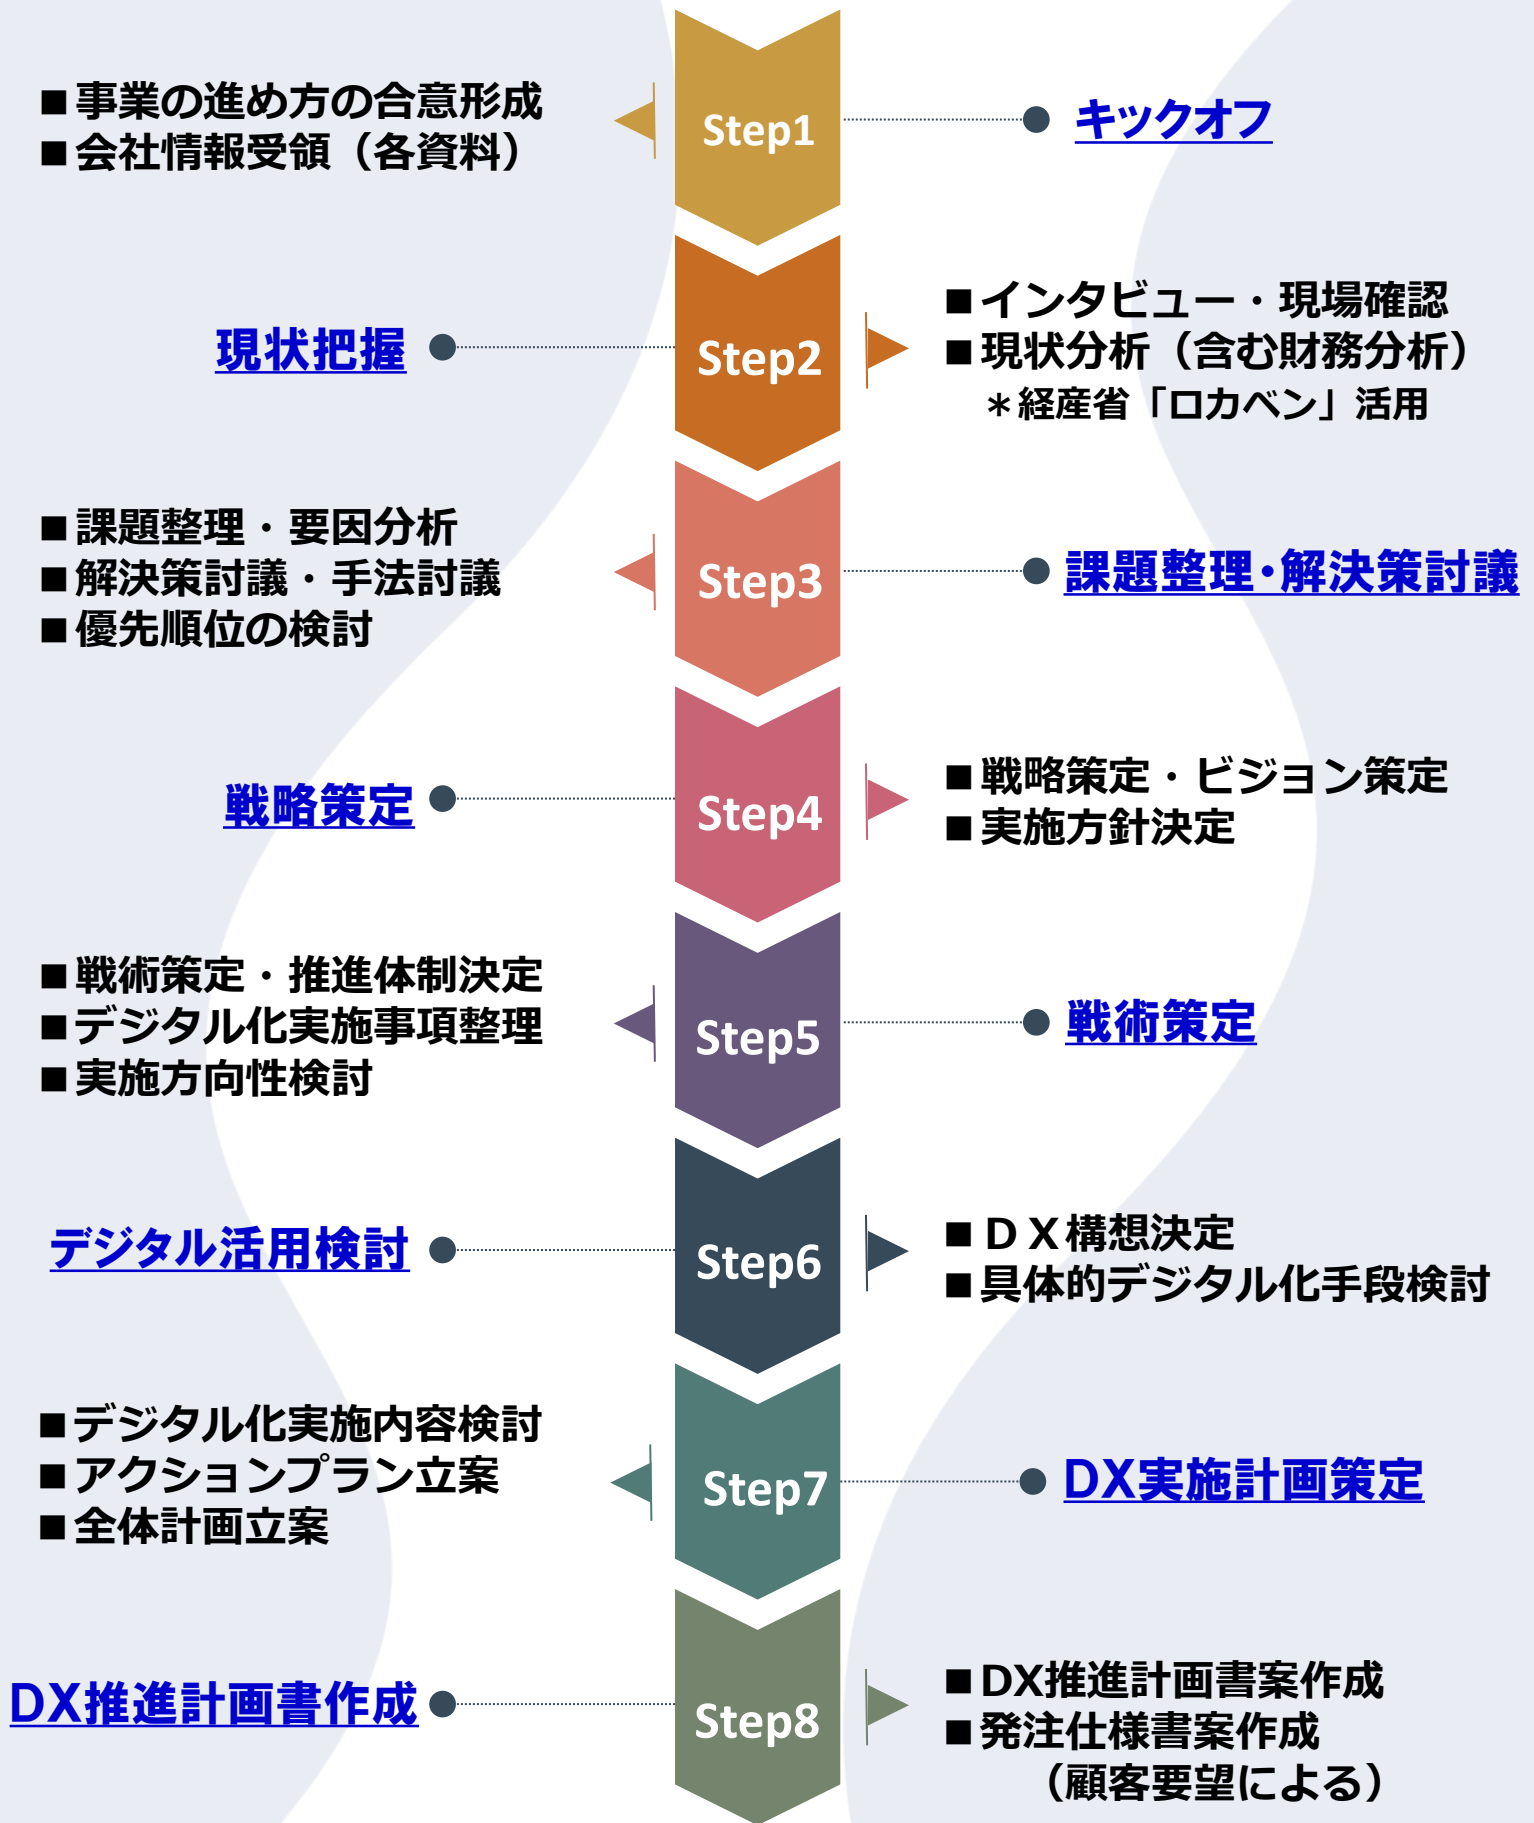 ■事業の進め方の合意形成
■会社情報受領（各資料）
Step1
キックオフ
現状把握
Step2
■インタビュー・現場確認
■現状分析（含む財務分析）
＊経産省「ロカベン」活用
■課題整理・要因分析
■解決策討議・手法討議
■優先順位の検討
Step3
課題整理・解決策討議
戦略策定
Step4
■戦略策定・ビジョン策定
■実施方針決定
■戦術策定・推進体制決定
■デジタル化実施事項整理
■実施方向性検討
Step5
戦術策定
デジタル活用検討
Step6
■ＤＸ構想決定
■具体的デジタル化手段検討
■デジタル化実施内容検討
■アクションプラン立案
■全体計画立案
Step7
DX実施計画策定
DX推進計画書作成
Step8
■DX推進計画書案作成
■発注仕様書案作成
（顧客要望による）